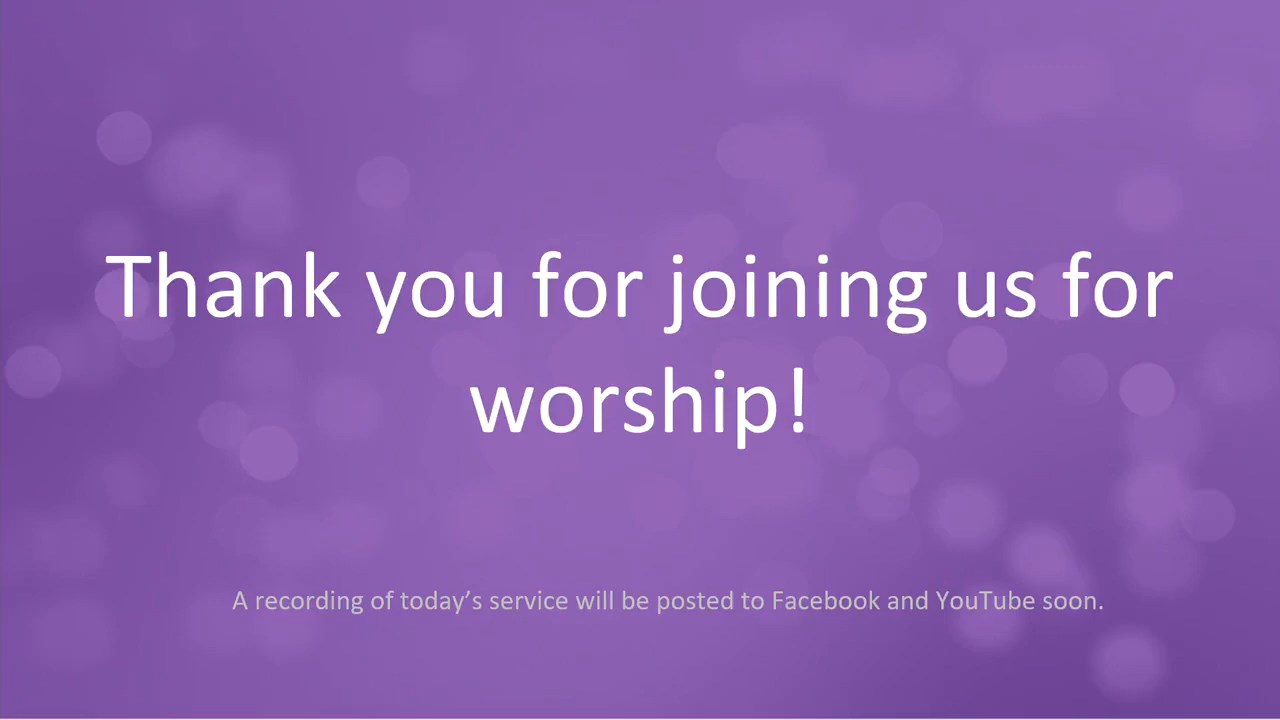 Thank you for joining us for
worship!
A recording of today’s service will be posted to Facebook and YouTube soon.